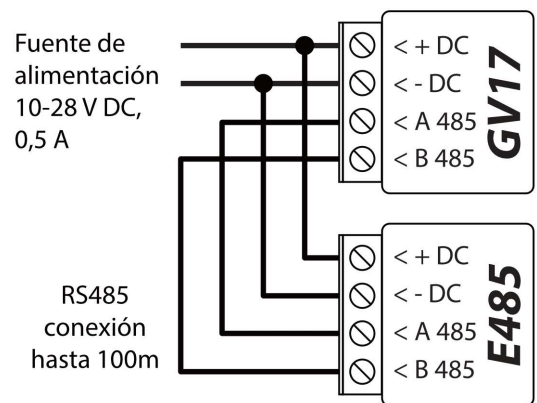 Fuente de
alimentación
10-28 V DC,
0,5 A
< + DC
< - DC
< A 485
< B 485
GV17
RS485
conexión
hasta 100m
< + DC
< - DC
< A 485
< B 485
E485